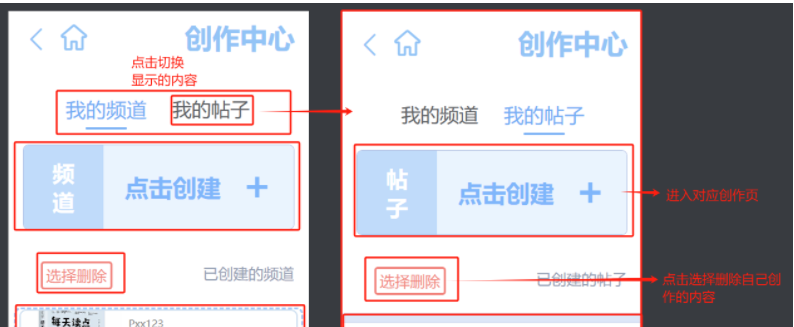 创作中心
点击切换
显示的内容
我的频道 我的帖子
频
道
点击创建 +
选择删除 已创建的频道
每天读点
Pxx123
创作中心
我的频道 我的帖子
帖
子
点击创建 +
进入对应创作页
选择删除 已创建的帖子
点击选择删除自己创
作的内容